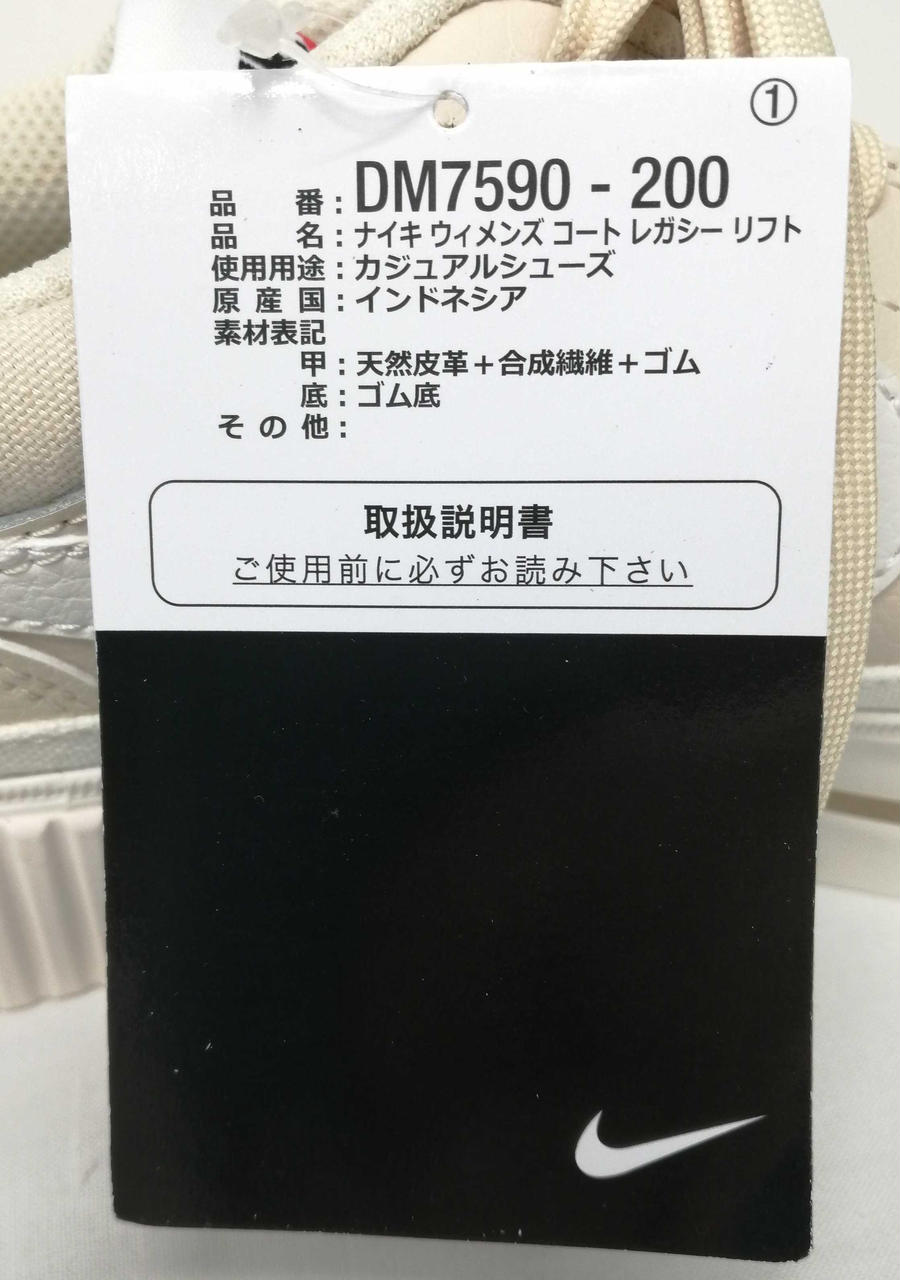 ①
品番：DM7590 - 200
品名：ナイキ ウィメンズ コート レガシー リフト
使用用途：カジュアルシューズ
原産国：インドネシア
素材表記
甲：天然皮革＋合成繊維＋ゴム
底：ゴム底
その他：
取扱説明書
ご使用前に必ずお読み下さい